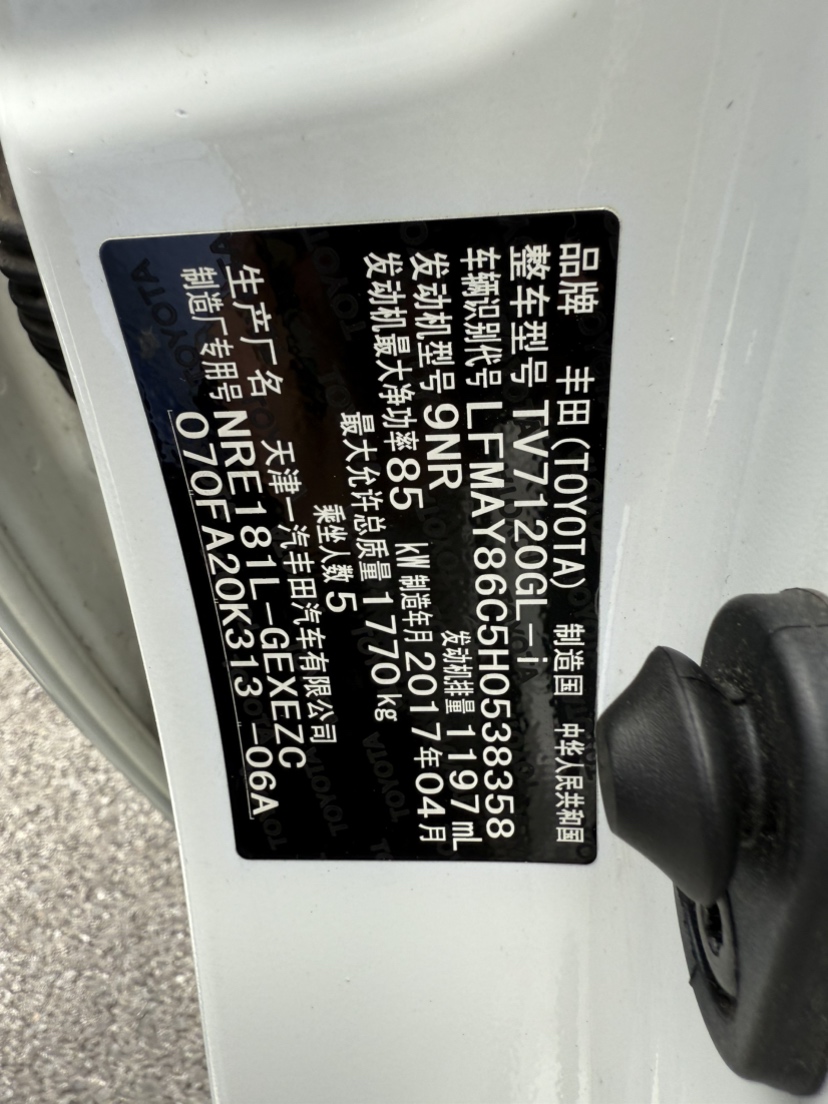 品牌 丰田(TOYOTA) 制造国 中华人民共和国
整车型号 TV7120GL-i
车辆识别代号 LFMAY86C5H0538358
发动机型号 9NR 发动机排量 1197mL
发动机最大净功率 85 kW 制造年月 2017年04月
最大允许总质量 1770kg
乘坐人数 5
生产厂名 天津一汽丰田汽车有限公司
制造厂专用号 NRE181L-GEXEZC
070FA20K313-06A